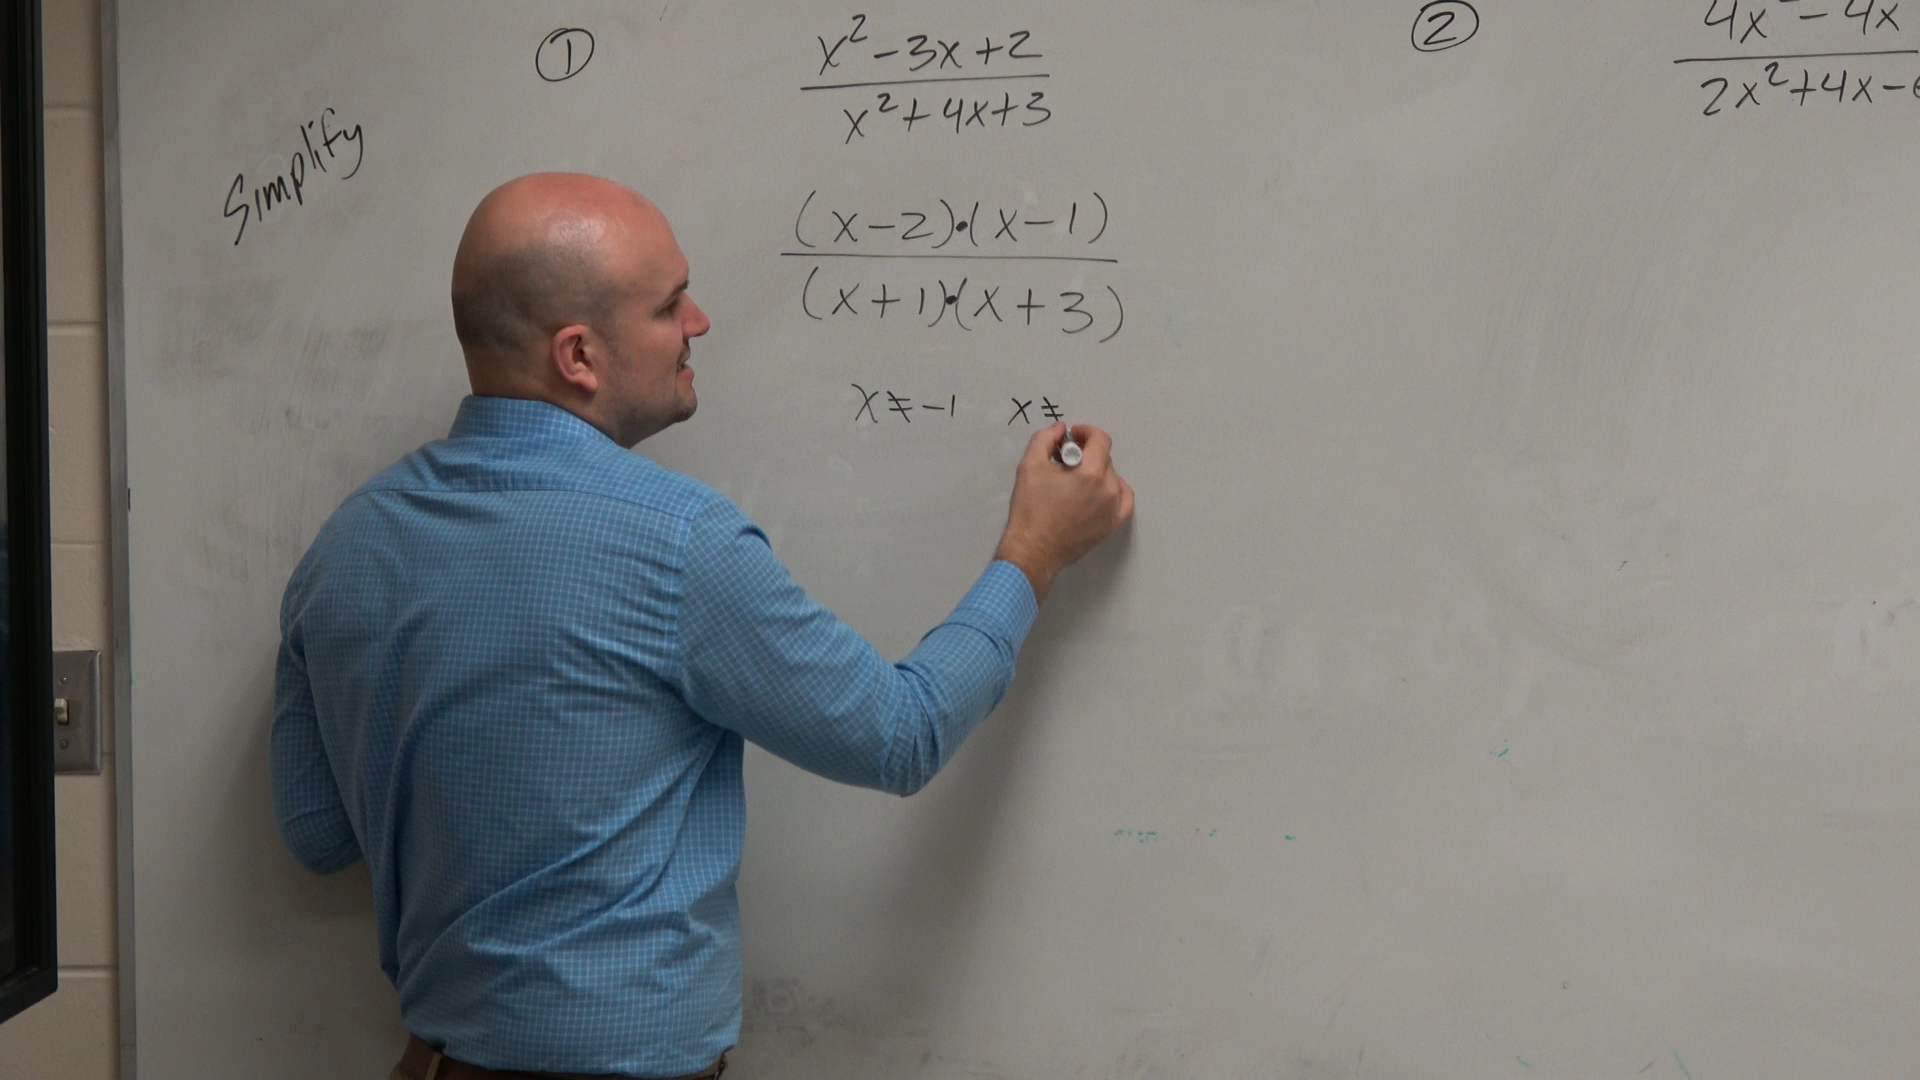 ①
x² - 3x + 2
x² + 4x + 3
Simplify
(x - 2)·(x - 1)
(x + 1)·(x + 3)
x ≠ -1 x ≠
②
4x² - 4x
2x² + 4x -